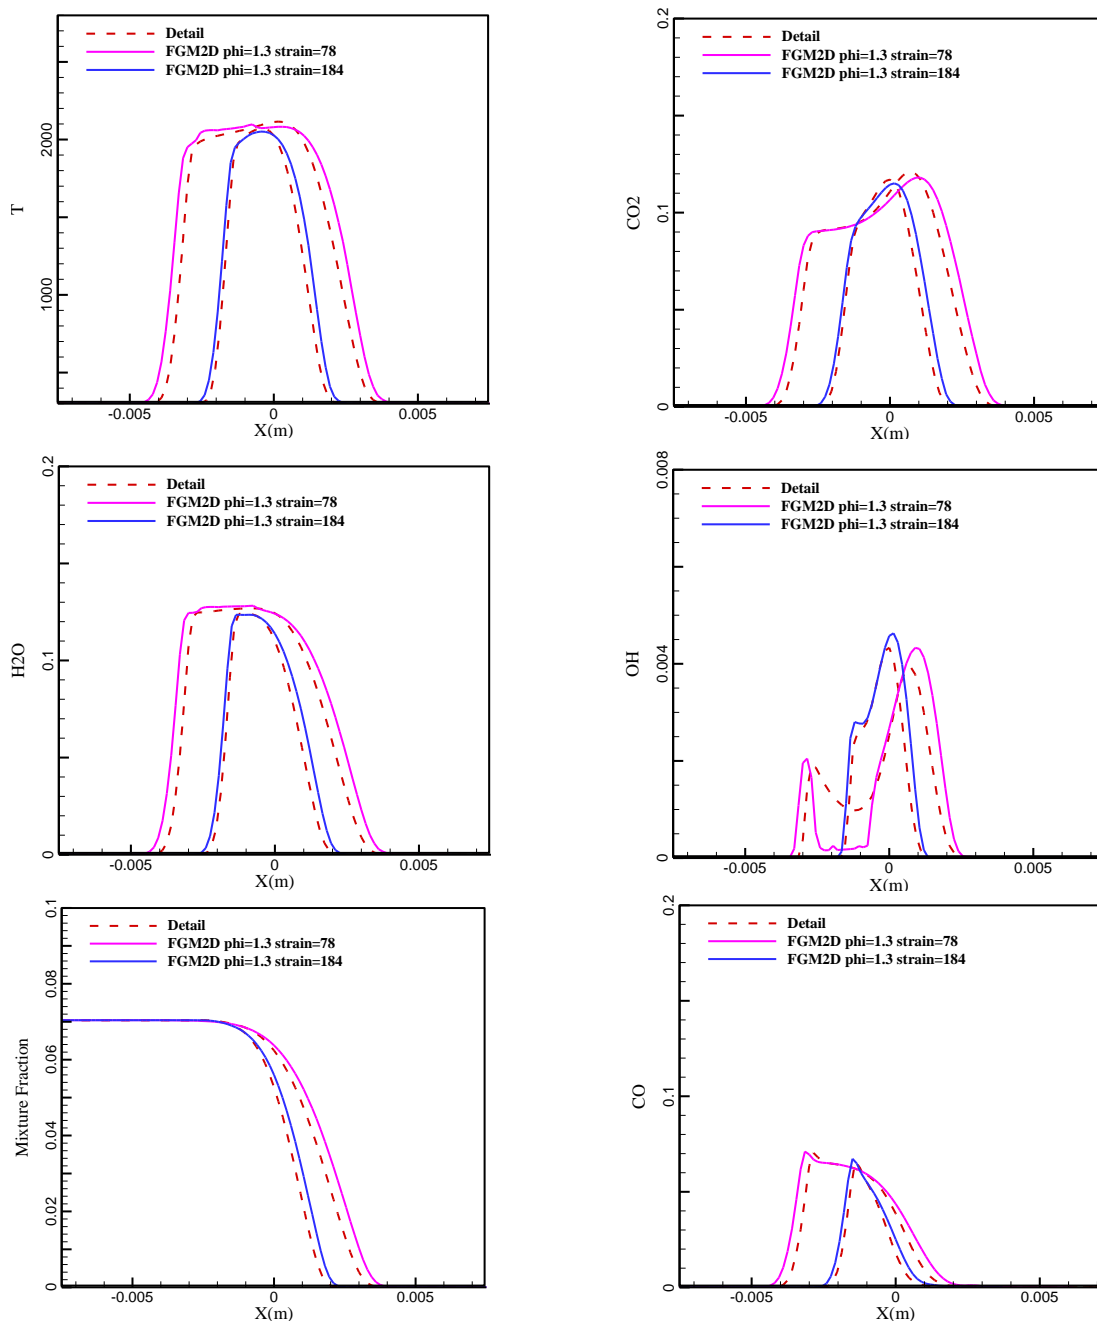 Detail
FGM2D phi=1.3 strain=78
FGM2D phi=1.3 strain=184
2000
1000
T
-0.005
0
0.005
X(m)
Detail
FGM2D phi=1.3 strain=78
FGM2D phi=1.3 strain=184
0.2
0.1
0
CO2
-0.005
0
0.005
X(m)
Detail
FGM2D phi=1.3 strain=78
FGM2D phi=1.3 strain=184
0.2
0.1
0
H2O
-0.005
0
0.005
X(m)
Detail
FGM2D phi=1.3 strain=78
FGM2D phi=1.3 strain=184
0.008
0.004
0
OH
-0.005
0
0.005
X(m)
Detail
FGM2D phi=1.3 strain=78
FGM2D phi=1.3 strain=184
0.1
0.08
0.06
0.04
0.02
0
Mixture Fraction
-0.005
0
0.005
X(m)
Detail
FGM2D phi=1.3 strain=78
FGM2D phi=1.3 strain=184
0.2
0.1
0
CO
-0.005
0
0.005
X(m)